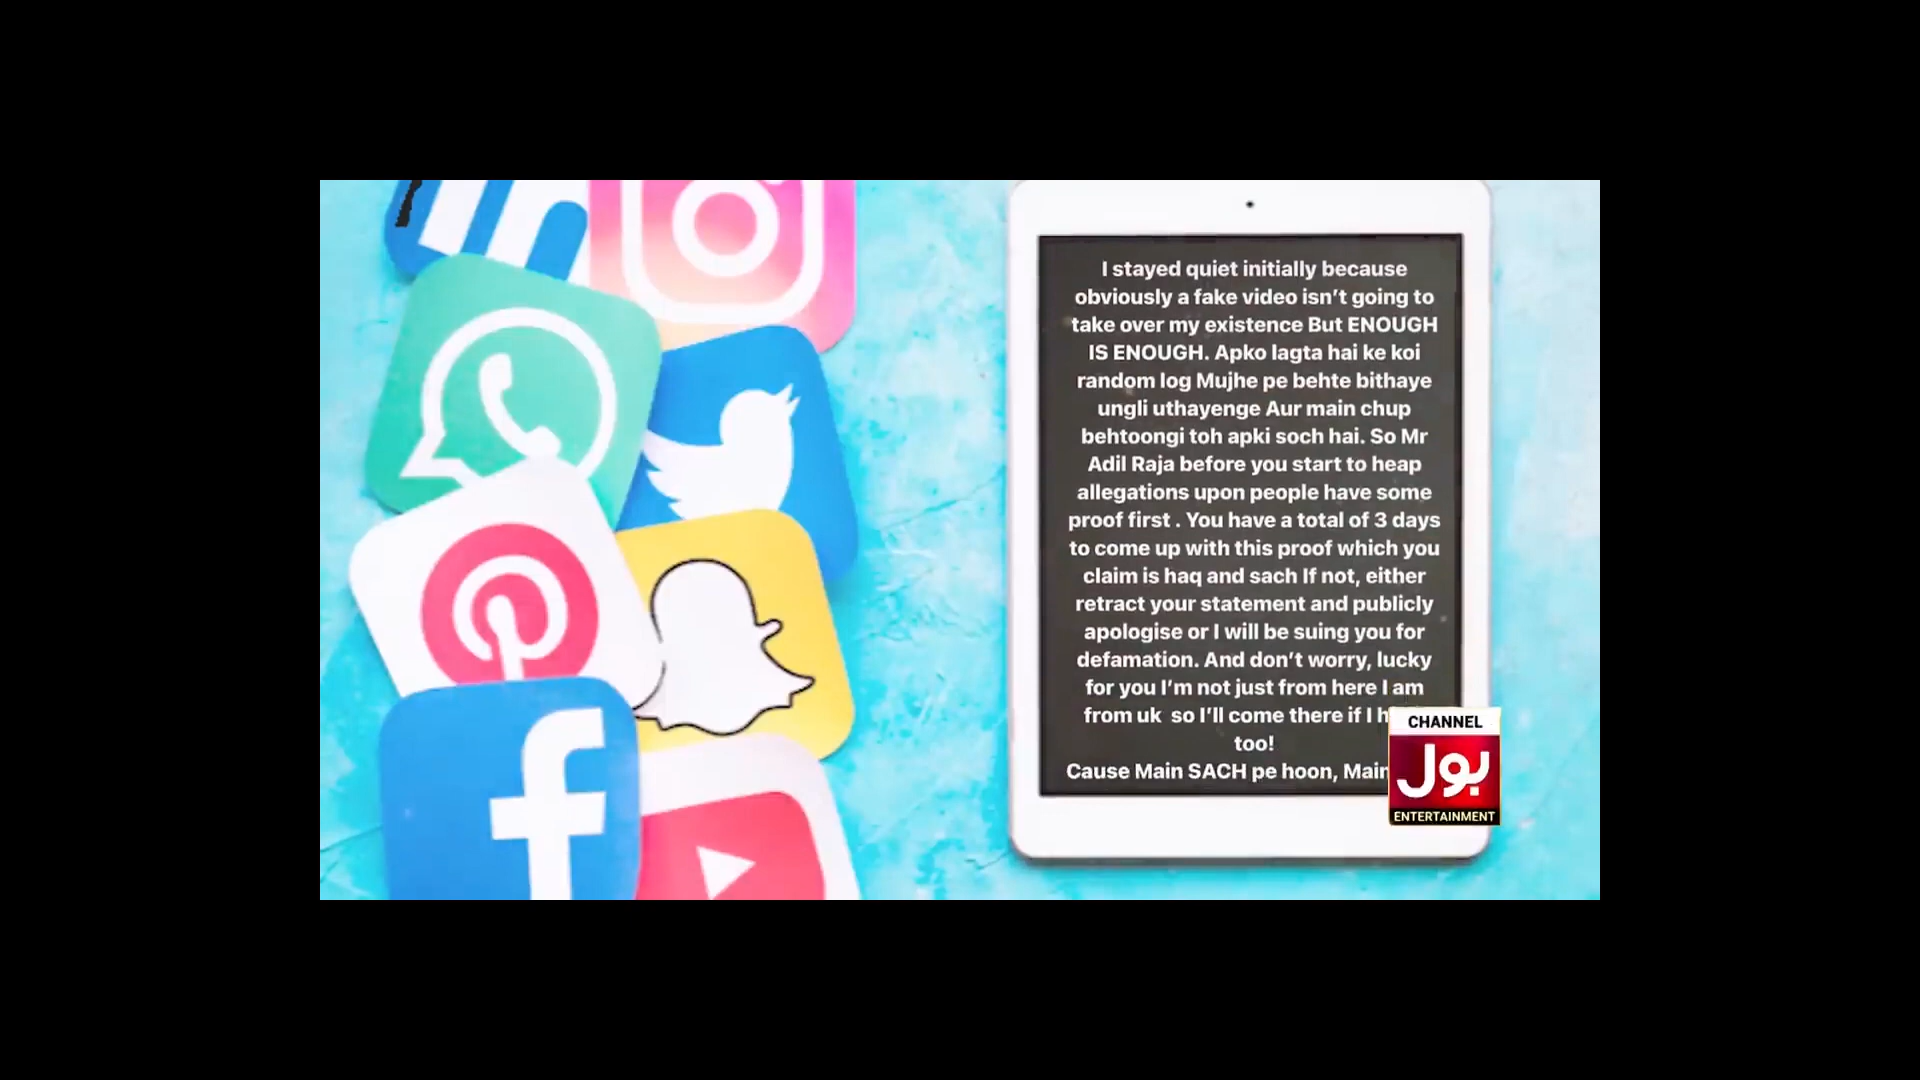 I stayed quiet initially because
obviously a fake video isn't going to
take over my existence But ENOUGH
IS ENOUGH. Apko lagta hai ke koi
random log Mujhe pe behte bithaye
ungli uthayenge Aur main chup
behtoongi toh apki soch hai. So Mr
Adil Raja before you start to heap
allegations upon people have some
proof first . You have a total of 3 days
to come up with this proof which you
claim is haq and sach If not, either
retract your statement and publicly
apologise or I will be suing you for
defamation. And don't worry, lucky
for you I'm not just from here I am
from uk so I'll come there if I
too!
Cause Main SACH pe hoon, Main
CHANNEL
بول
ENTERTAINMENT